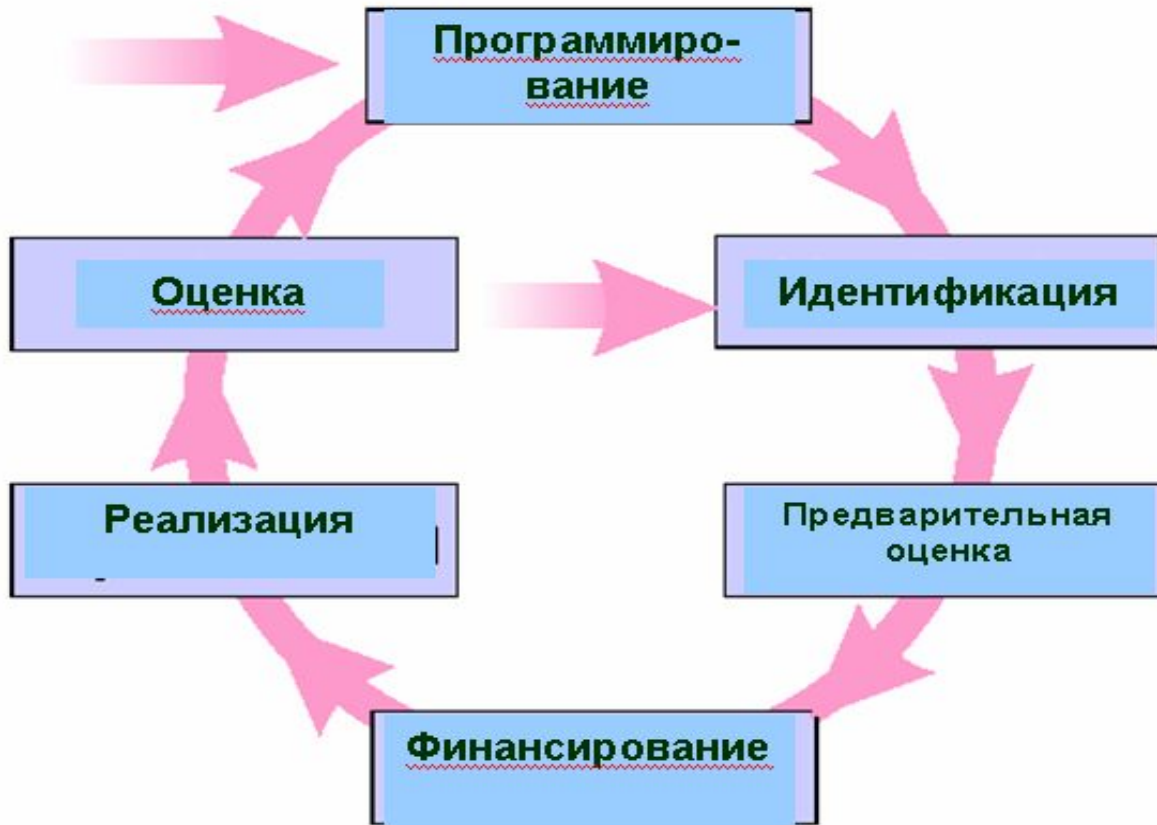 Программиро-
вание
Оценка
Идентификация
Реализация
Предварительная
оценка
Финансирование